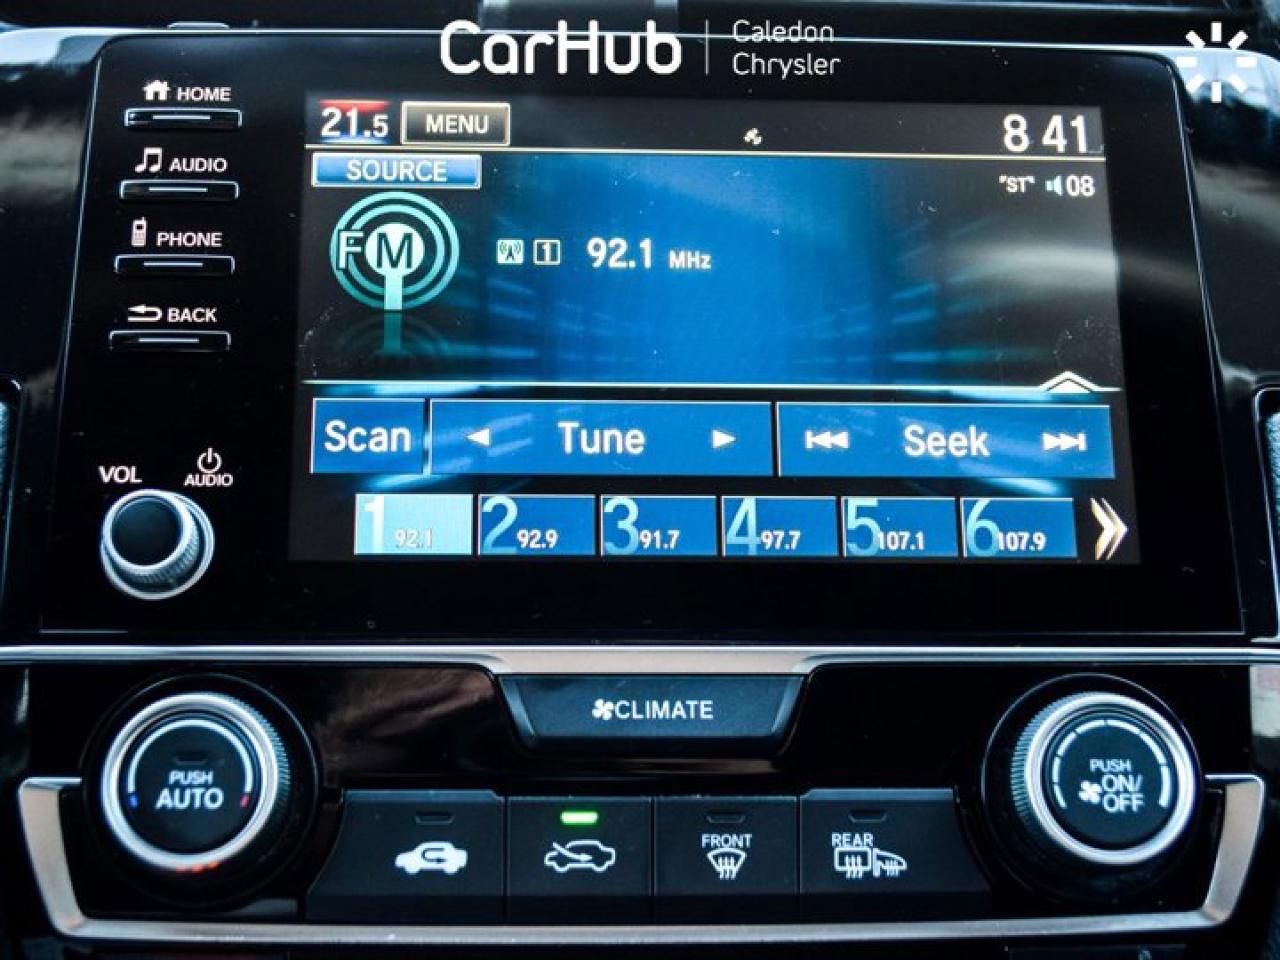 CarHub
Caledon
Chrysler
HOME
AUDIO
PHONE
BACK
VOL
AUDIO
21.5
MENU
8 41
SOURCE
"ST" 08
FM
1 92.1 MHz
Scan
Tune
Seek
1 92.1
2 92.9
3 91.7
4 97.7
5 107.1
6 107.9
CLIMATE
PUSH
AUTO
FRONT
REAR
PUSH
ON/
OFF